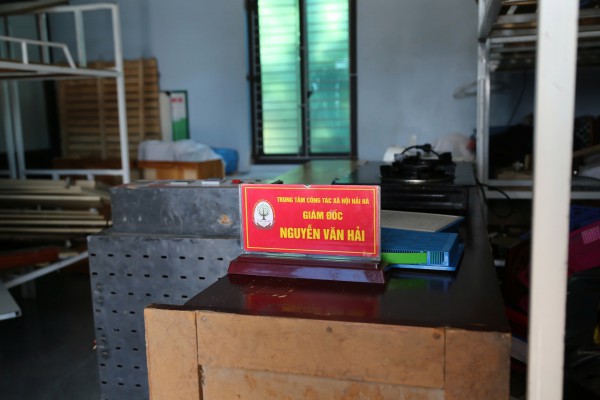 TRUNG TÂM CÔNG TÁC XÃ HỘI HẢI HÀ
GIÁM ĐỐC
NGUYỄN VĂN HẢI